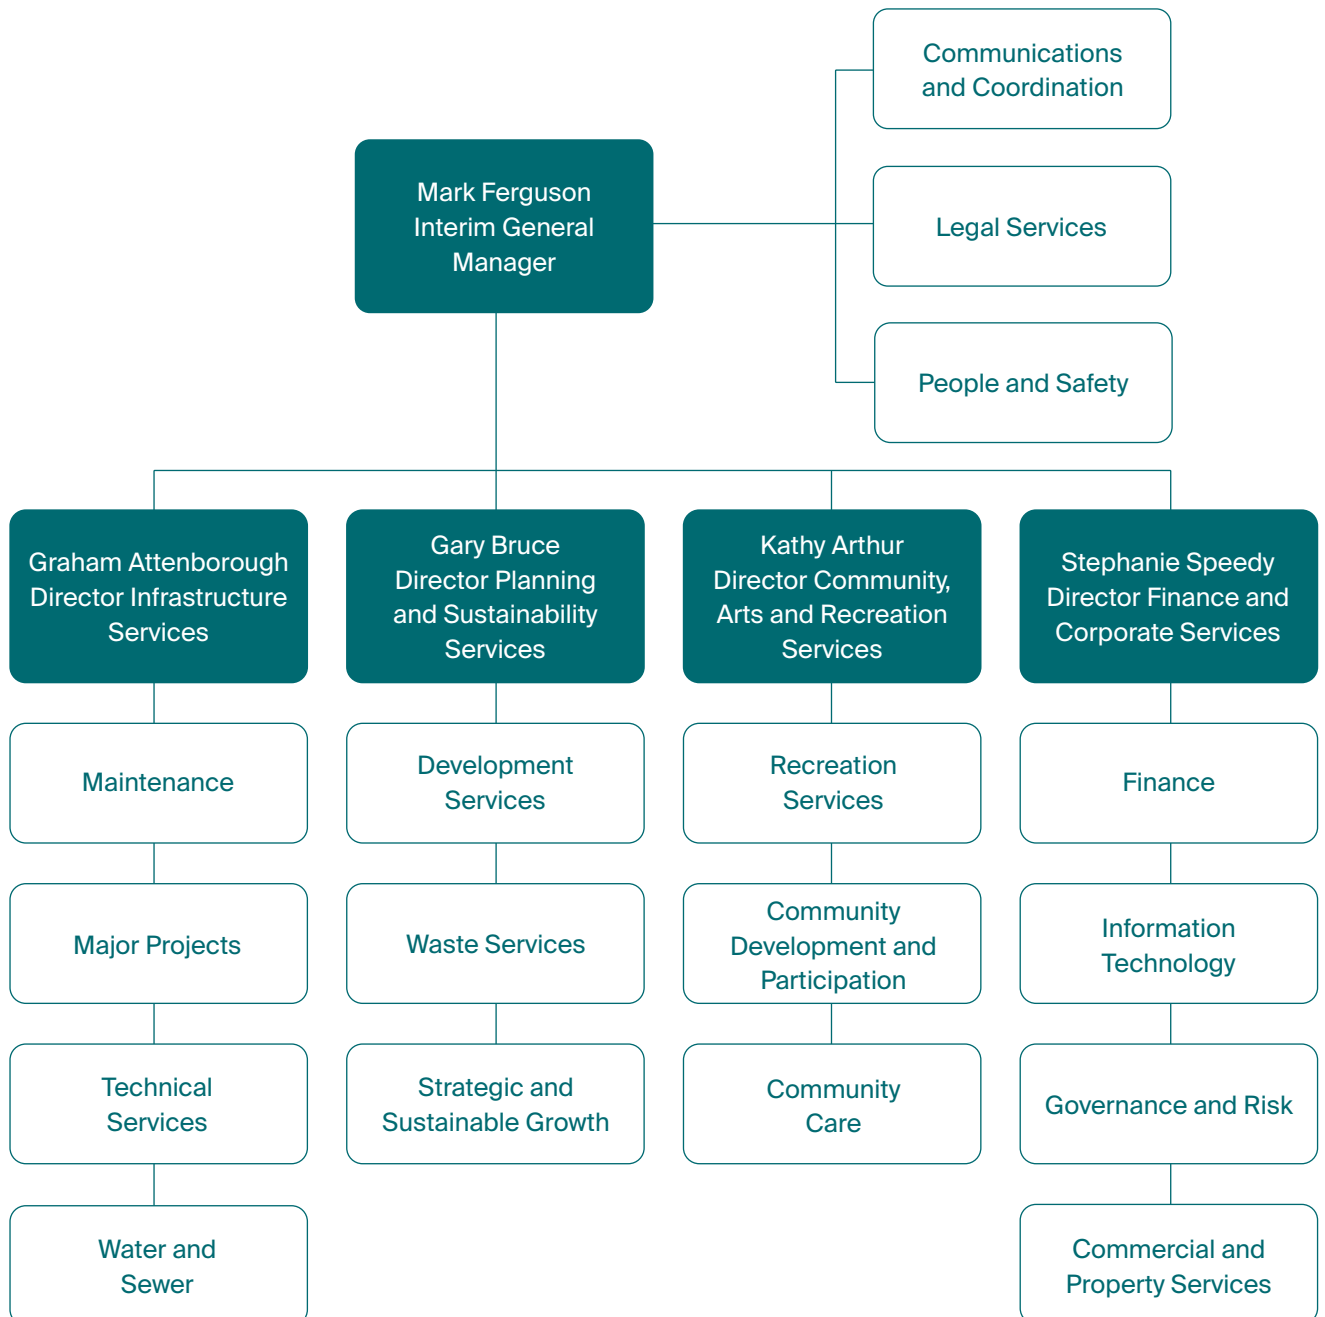 Communications
and Coordination
Mark Ferguson
Interim General
Manager
Legal Services
People and Safety
Graham Attenborough
Director Infrastructure
Services
Gary Bruce
Director Planning
and Sustainability
Services
Kathy Arthur
Director Community,
Arts and Recreation
Services
Stephanie Speedy
Director Finance and
Corporate Services
Maintenance
Development
Services
Recreation
Services
Finance
Major Projects
Waste Services
Community
Development and
Participation
Information
Technology
Technical
Services
Strategic and
Sustainable Growth
Community
Care
Governance and Risk
Water and
Sewer
Commercial and
Property Services